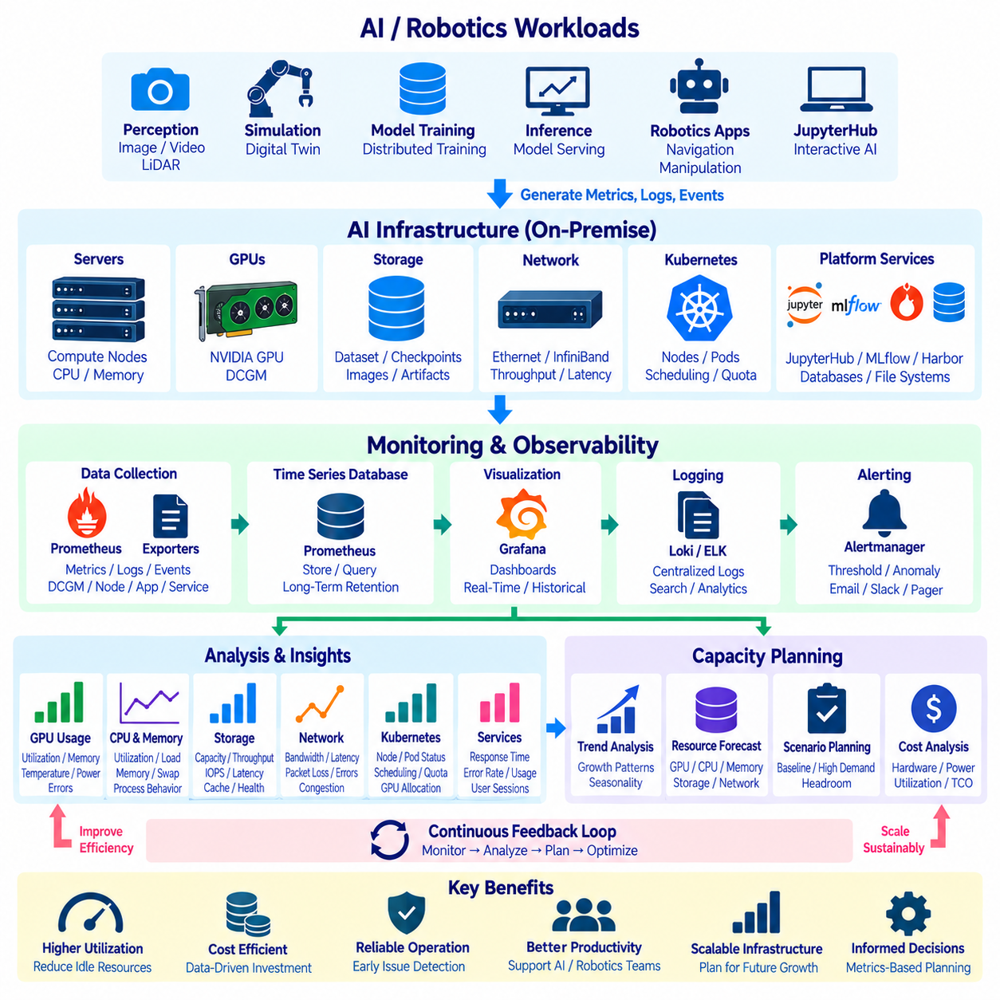 AI / Robotics Workloads
Perception
Image / Video
LiDAR
Simulation
Digital Twin
Model Training
Distributed Training
Inference
Model Serving
Robotics Apps
Navigation
Manipulation
JupyterHub
Interactive AI
Generate Metrics, Logs, Events
AI Infrastructure (On-Premise)
Servers
Compute Nodes
CPU / Memory
GPUs
NVIDIA GPU
DCGM
Storage
Dataset / Checkpoints
Images / Artifacts
Network
Ethernet / InfiniBand
Throughput / Latency
Kubernetes
Nodes / Pods
Scheduling / Quota
Platform Services
jupyter
mlflow
JupyterHub / MLflow / Harbor
Databases / File Systems
Monitoring & Observability
Data Collection
Prometheus
Exporters
Metrics / Logs / Events
DCGM / Node / App / Service
Time Series Database
Prometheus
Store / Query
Long-Term Retention
Visualization
Grafana
Dashboards
Real-Time / Historical
Logging
Loki / ELK
Centralized Logs
Search / Analytics
Alerting
Alertmanager
Threshold / Anomaly
Email / Slack / Pager
Analysis & Insights
GPU Usage
Utilization / Memory
Temperature / Power
Errors
CPU & Memory
Utilization / Load
Memory / Swap
Process Behavior
Storage
Capacity / Throughput
IOPS / Latency
Cache / Health
Network
Bandwidth / Latency
Packet Loss / Errors
Congestion
Kubernetes
Node / Pod Status
Scheduling / Quota
GPU Allocation
Services
Response Time
Error Rate / Usage
User Sessions
Capacity Planning
Trend Analysis
Growth Patterns
Seasonality
Resource Forecast
GPU / CPU / Memory
Storage / Network
Scenario Planning
Baseline / High Demand
Headroom
$
Cost Analysis
Hardware / Power
Utilization / TCO
Improve
Efficiency
Continuous Feedback Loop
Monitor → Analyze → Plan → Optimize
Scale
Sustainably
Key Benefits
Higher Utilization
Reduce Idle Resources
Cost Efficient
Data-Driven Investment
Reliable Operation
Early Issue Detection
Better Productivity
Support AI / Robotics Teams
Scalable Infrastructure
Plan for Future Growth
Informed Decisions
Metrics-Based Planning